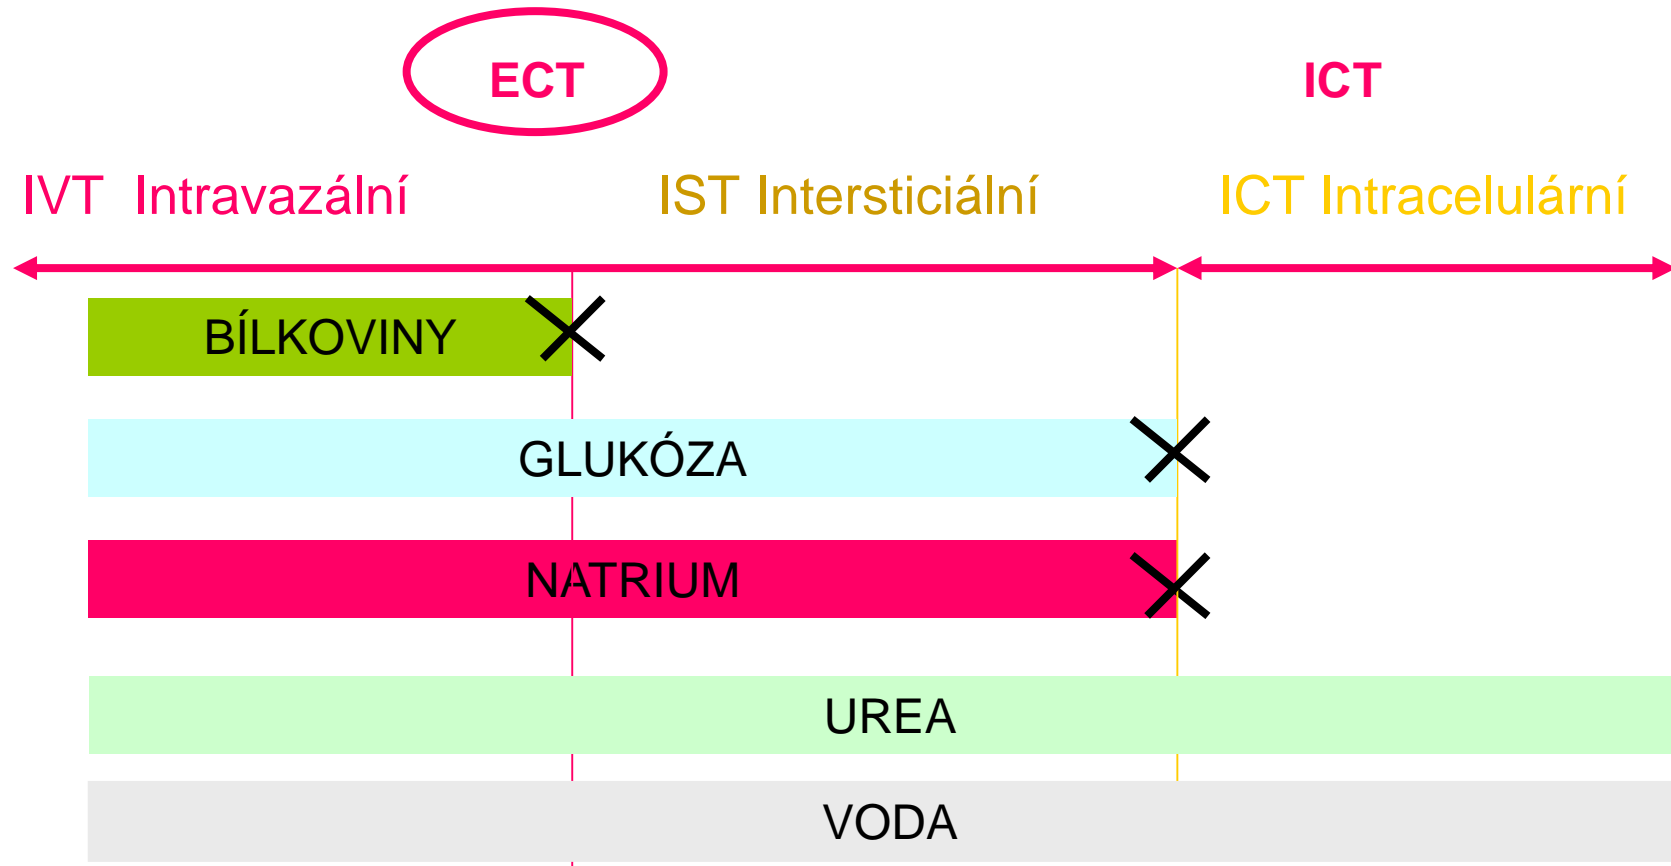 ECT ICT
IVT Intravazální IST Intersticiální ICT Intracelulární
BÍLKOVINY
GLUKÓZA
NATRIUM
UREA
VODA